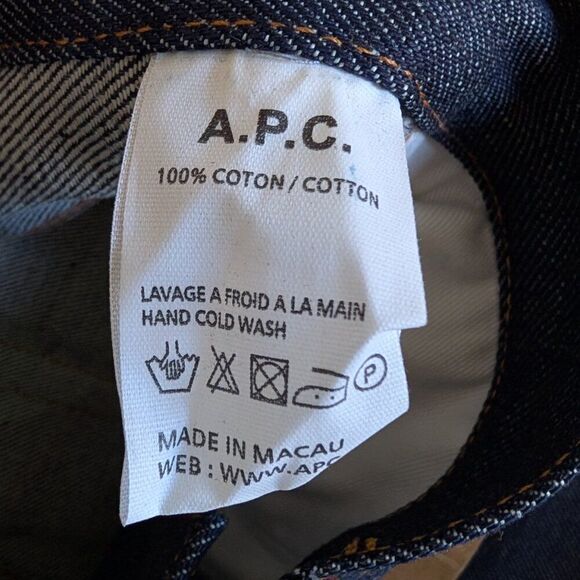 A.P.C.
100% COTON / COTTON
LAVAGE A FROID A LA MAIN
HAND COLD WASH
P
MADE IN MACAU
WEB : WWW.APC